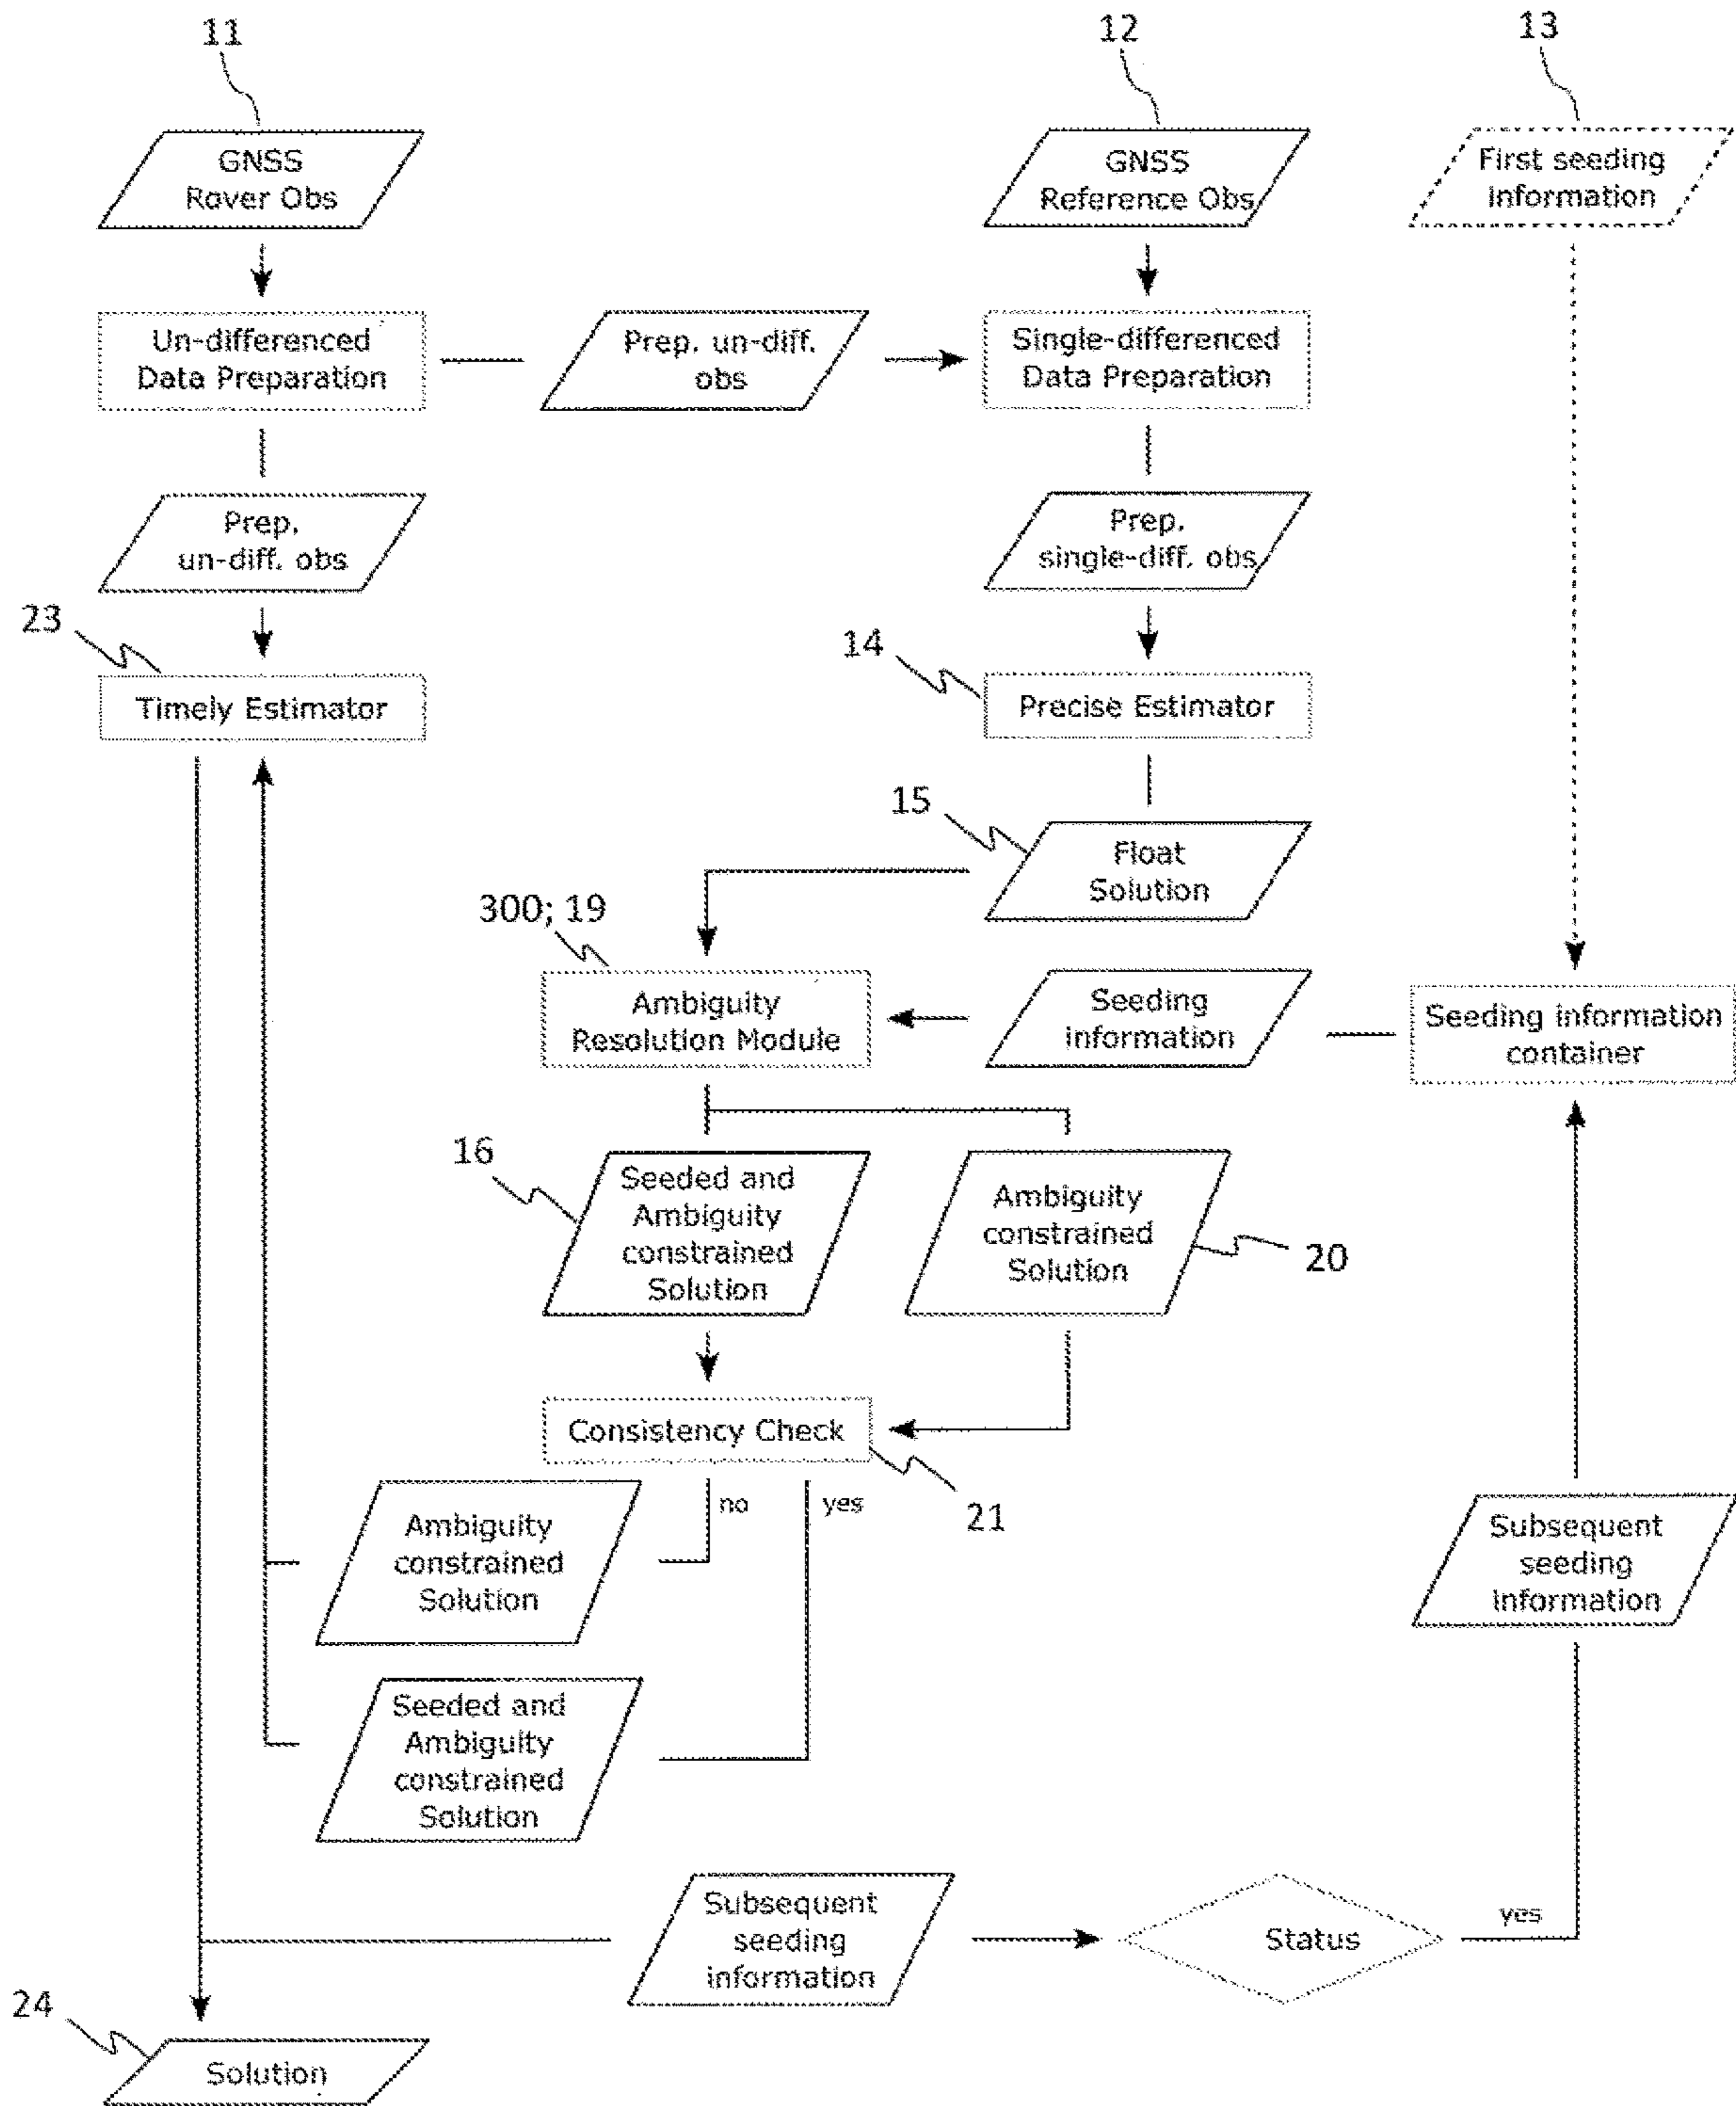 11
12
13
GNSS
Rover Obs
GNSS
Reference Obs
First seeding
information
Un-differenced
Data Preparation
Prep. un-diff.
obs
Single-differenced
Data Preparation
Prep.
un-diff. obs
Prep.
single-diff. obs
23
14
Timely Estimator
Precise Estimator
15
Float
Solution
300; 19
Ambiguity
Resolution Module
Seeding
information
Seeding information
container
16
Seeded and
Ambiguity
constrained
Solution
Ambiguity
constrained
Solution
20
Consistency Check
21
no
yes
Ambiguity
constrained
Solution
Subsequent
seeding
information
Seeded and
Ambiguity
constrained
Solution
Subsequent
seeding
information
Status
yes
24
Solution